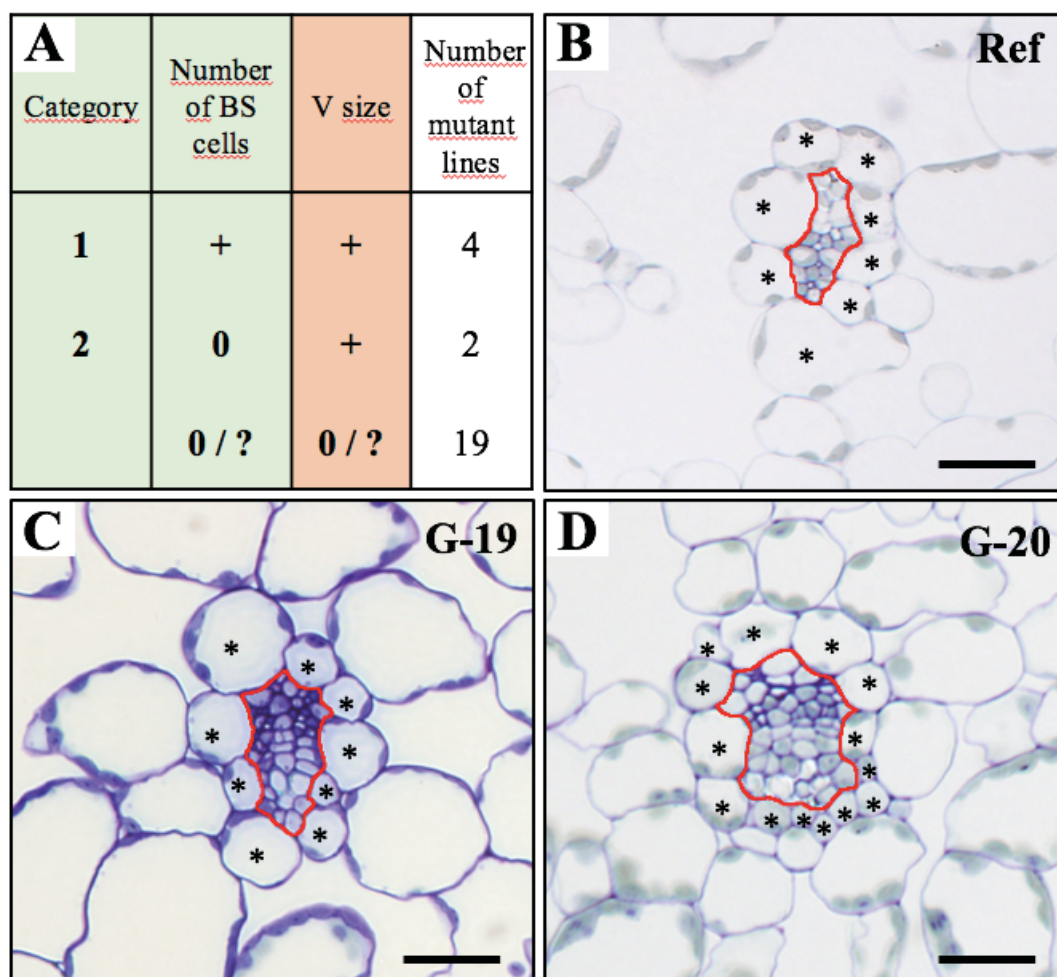 A
Category
Number
of BS
cells
V size
Number
of
mutant
lines
1 + + 4
2 0 + 2
0 / ? 0 / ? 19
B
Ref
* * * * * * * *
C
G-19
* * * * * * * * *
D
G-20
* * * * * * * * * * * * * *